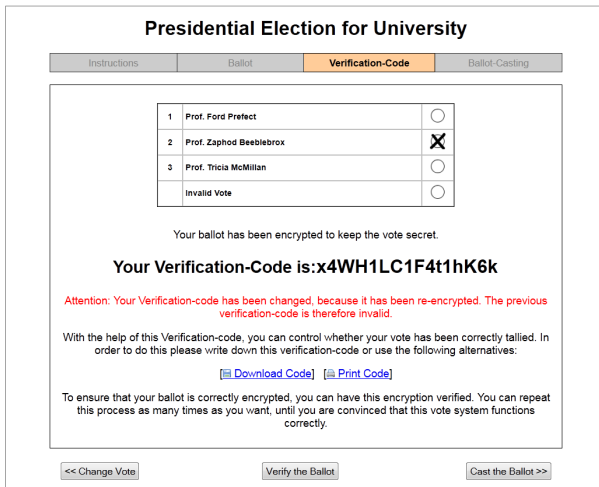 Presidential Election for University
Instructions Ballot Verification-Code Ballot-Casting
1 Prof. Ford Prefect
2 Prof. Zaphod Beeblebrox
3 Prof. Tricia McMillan
Invalid Vote
Your ballot has been encrypted to keep the vote secret.
Your Verification-Code is:x4WH1LC1F4t1hK6k
Attention: Your Verification-code has been changed, because it has been re-encrypted. The previous
verification-code is therefore invalid.
With the help of this Verification-code, you can control whether your vote has been correctly tallied. In
order to do this please write down this verification-code or use the following alternatives:
[Download Code] [Print Code]
To ensure that your ballot is correctly encrypted, you can have this encryption verified. You can repeat
this process as many times as you want, until you are convinced that this vote system functions
correctly.
<< Change Vote Verify the Ballot Cast the Ballot >>